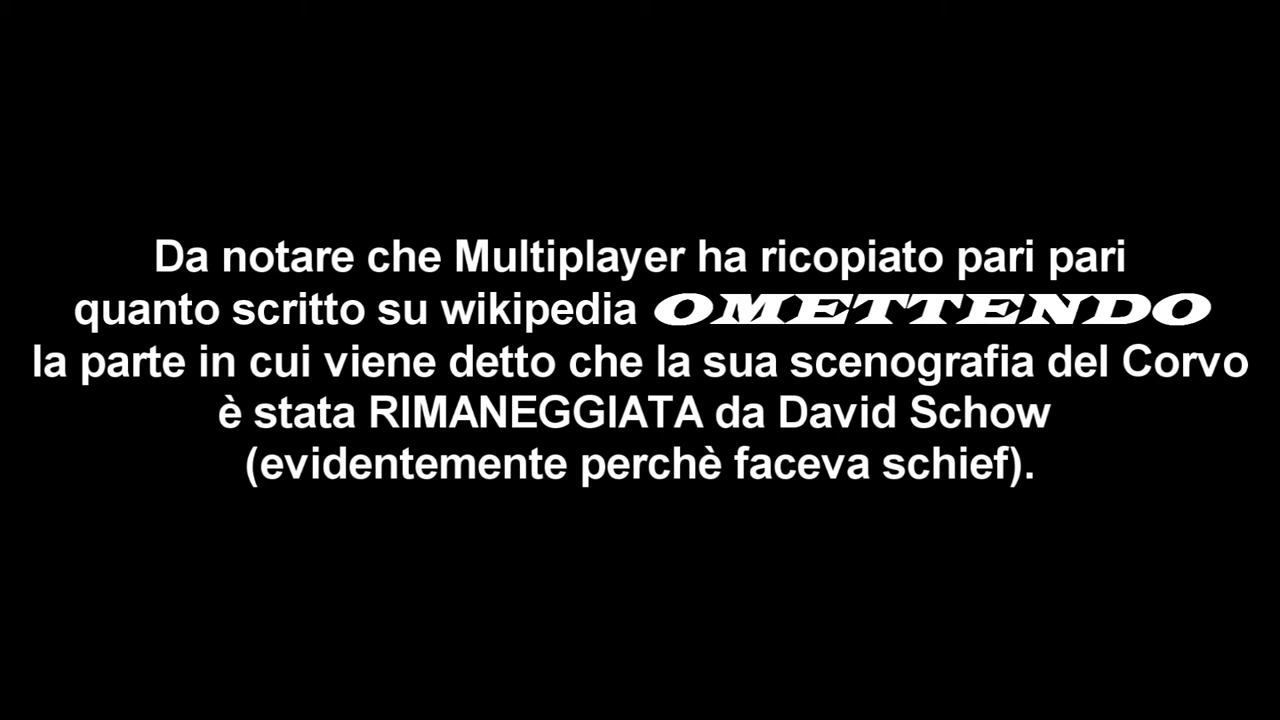 Da notare che Multiplayer ha ricopiato pari pari
quanto scritto su wikipedia OMETTENDO
la parte in cui viene detto che la sua scenografia del Corvo
è stata RIMANEGGIATA da David Schow
(evidentemente perchè faceva schief).